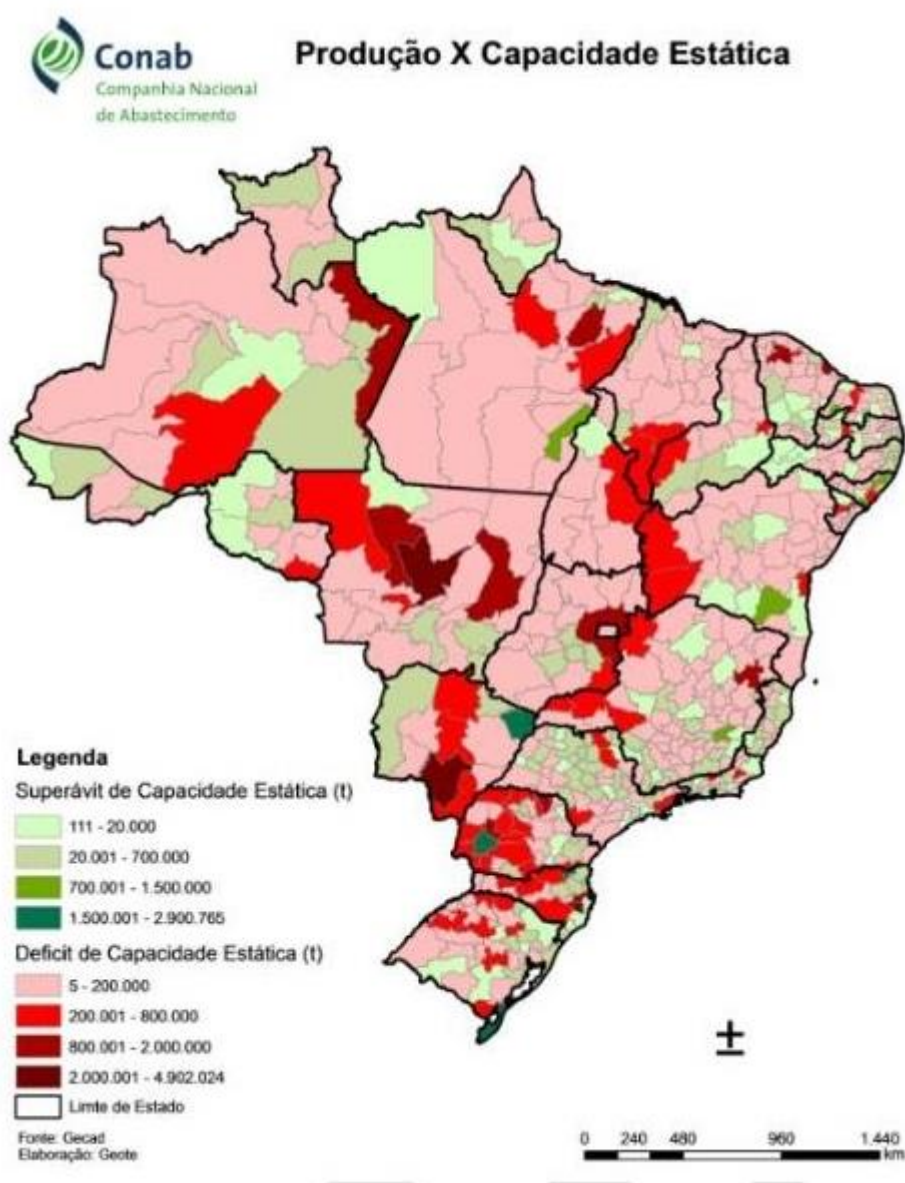 Conab
Companhia Nacional
de Abastecimento
Produção X Capacidade Estática
Legenda
Superávit de Capacidade Estática (t)
111 - 20.000
20.001 - 700.000
700.001 - 1.500.000
1.500.001 - 2.900.765
Deficit de Capacidade Estática (t)
5 - 200.000
200.001 - 800.000
800.001 - 2.000.000
2.000.001 - 4.902.024
Limte de Estado
Fonte: Gecad
Elaboração: Geote
±
0 240 480 960 1.440
km